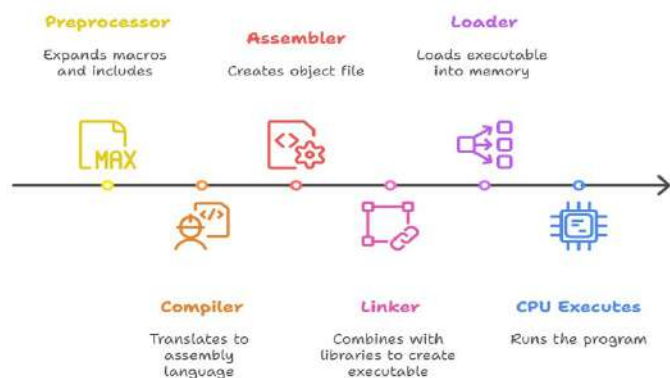 Preprocessor
Expands macros
and includes
Assembler
Creates object file
Loader
Loads executable
into memory
MAX
<>
</>
Compiler
Translates to
assembly
language
Linker
Combines with
libraries to create
executable
CPU Executes
Runs the program